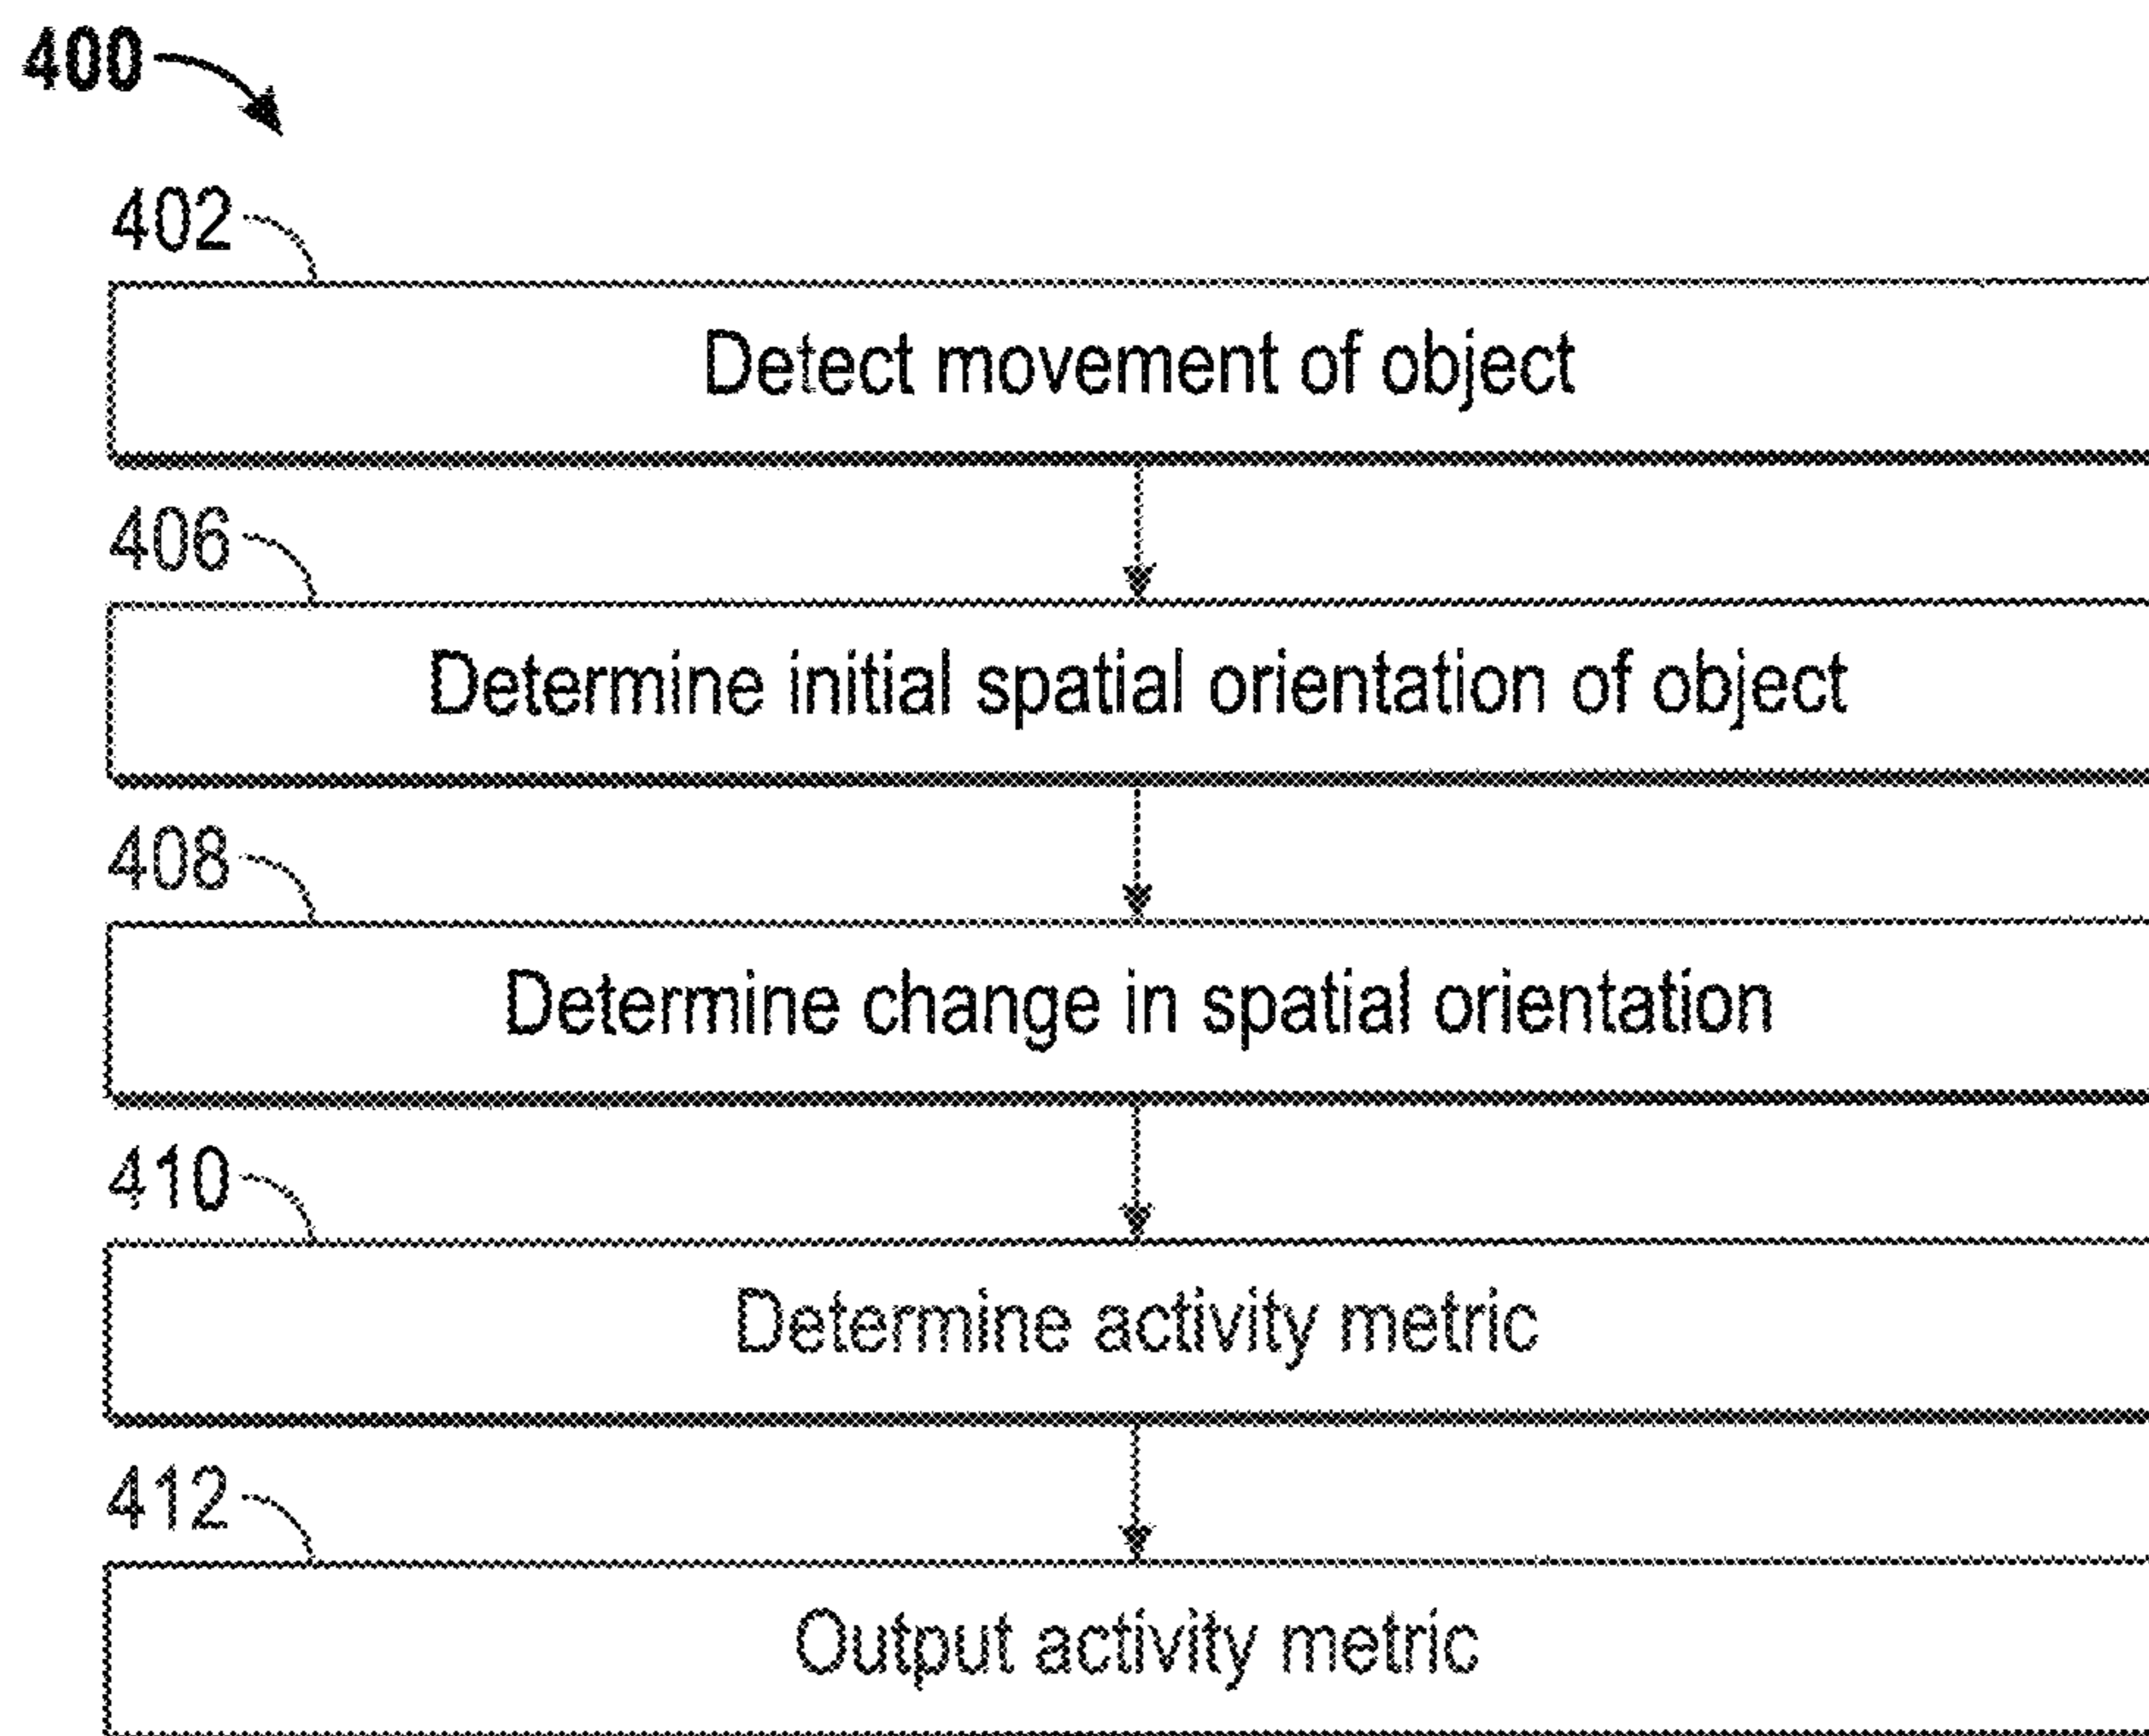 400
402
Detect movement of object
406
Determine initial spatial orientation of object
408
Determine change in spatial orientation
410
Determine activity metric
412
Output activity metric